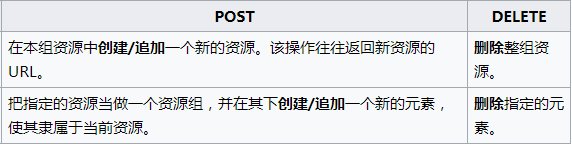 POST DELETE
在本组资源中创建/追加一个新的资源。该操作往往返回新资源的 删除整组资
URL。 源。
把指定的资源当做一个资源组，并在其下创建/追加一个新的元素， 删除指定的元
使其隶属于当前资源。 素。